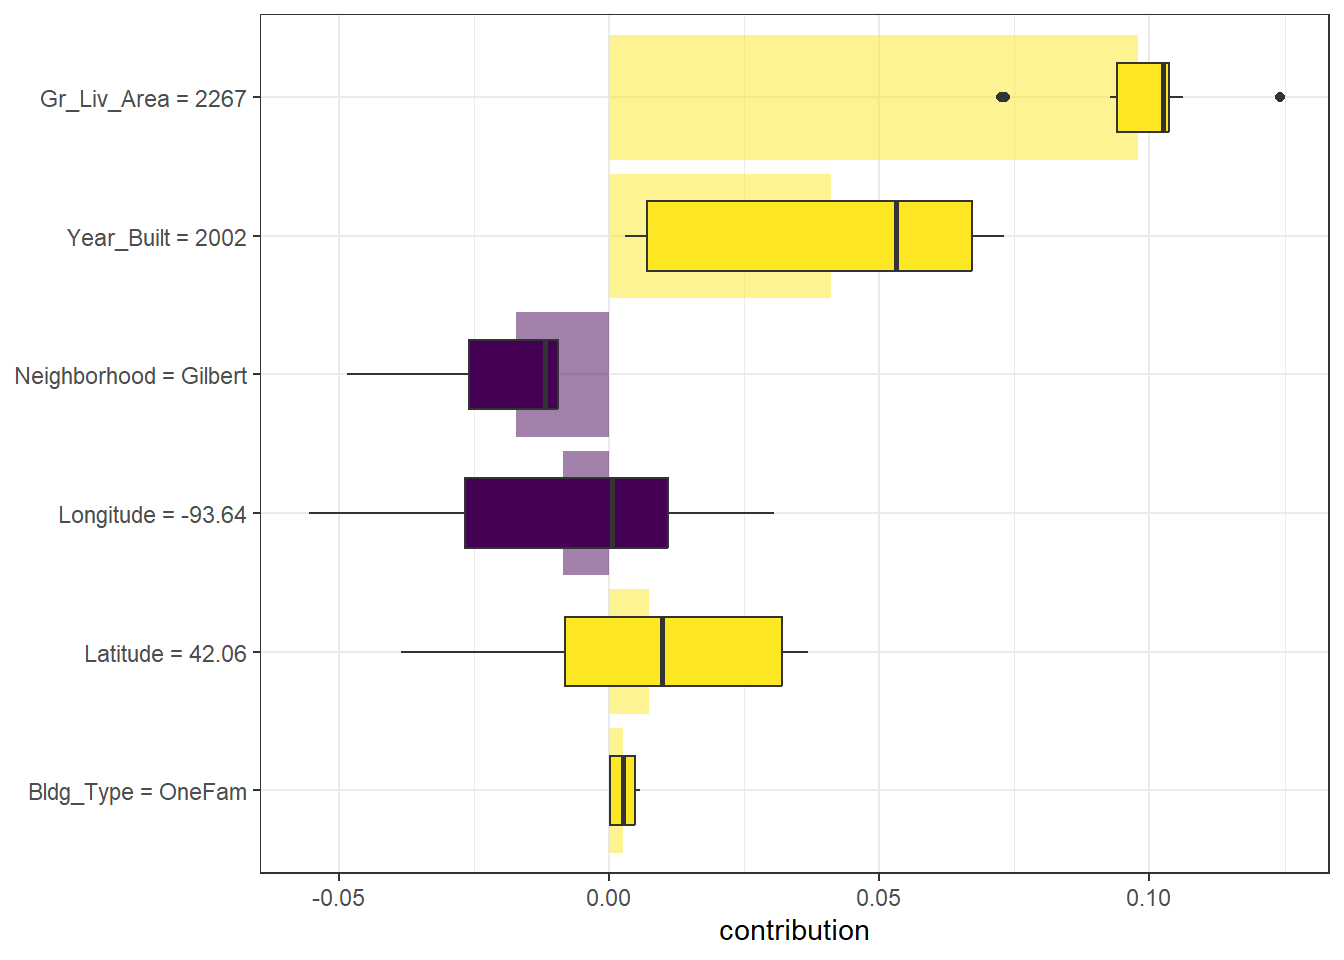 Gr_Liv_Area = 2267
Year_Built = 2002
Neighborhood = Gilbert
Longitude = -93.64
Latitude = 42.06
Bldg_Type = OneFam
-0.05 0.00 0.05 0.10
contribution